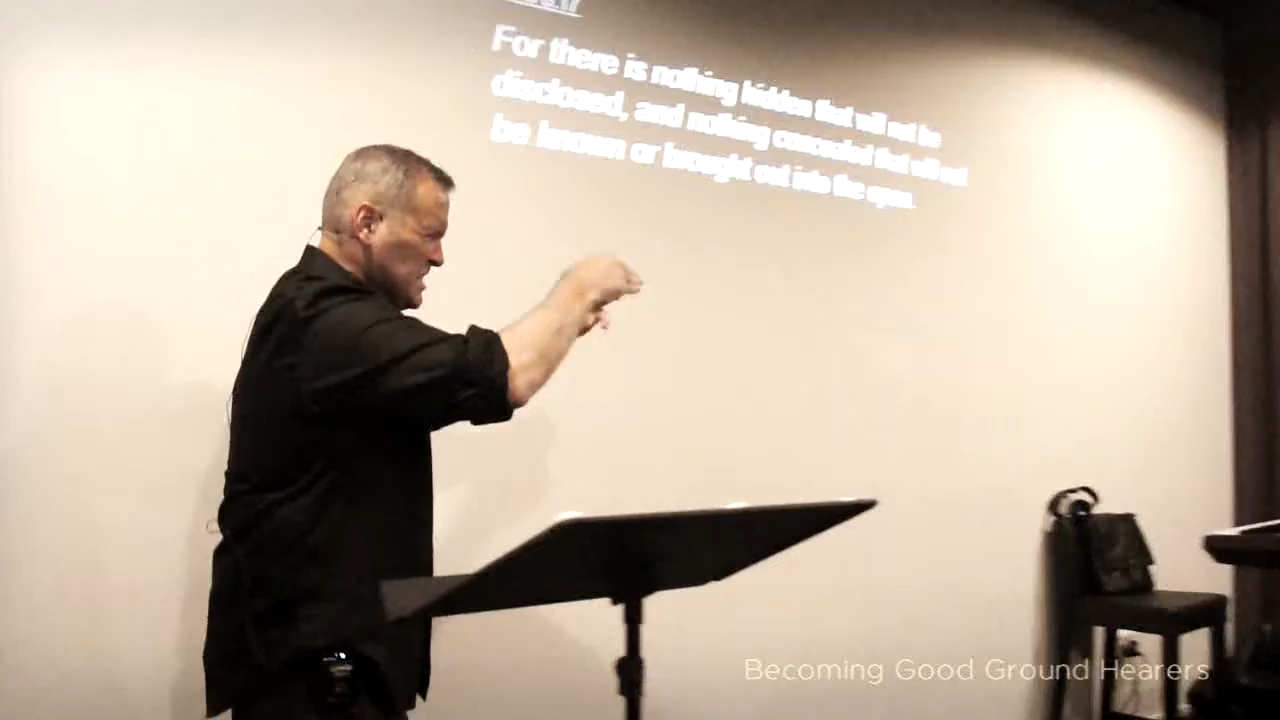 For there is nothing hidden that will not be
disclosed, and nothing concealed that will not
be known or brought out into the open.
Becoming Good Ground Hearers